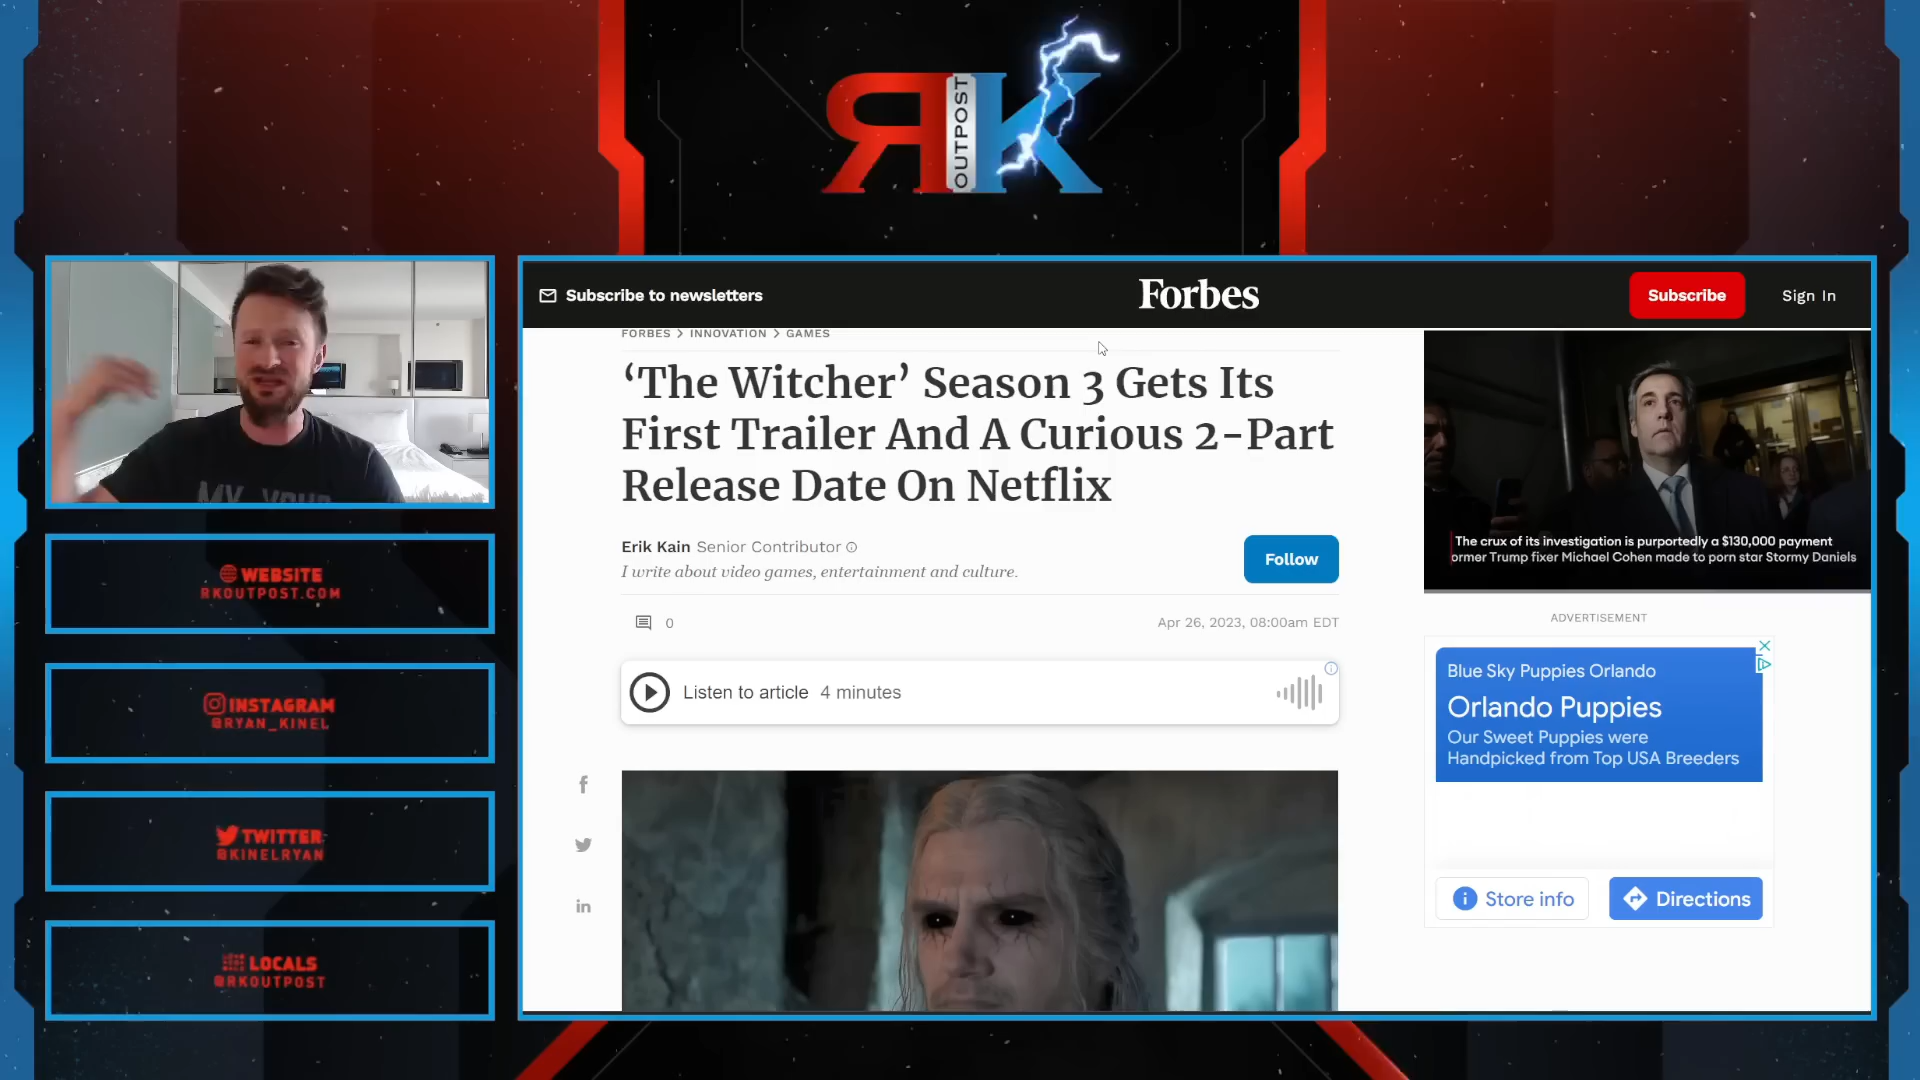 RK
OUTPOST
WEBSITE
RKOUTPOST.COM
INSTAGRAM
@RYAN_KINEL
TWITTER
@KINELRYAN
LOCALS
@RKOUTPOST
MY YOUR
Subscribe to newsletters
Forbes
Subscribe
Sign In
FORBES > INNOVATION > GAMES
‘The Witcher’ Season 3 Gets Its
First Trailer And A Curious 2-Part
Release Date On Netflix
Erik Kain Senior Contributor
I write about video games, entertainment and culture.
Follow
0
Apr 26, 2023, 08:00am EDT
Listen to article 4 minutes
The crux of its investigation is purportedly a $130,000 payment
ormer Trump fixer Michael Cohen made to porn star Stormy Daniels
ADVERTISEMENT
Blue Sky Puppies Orlando
Orlando Puppies
Our Sweet Puppies were
Handpicked from Top USA Breeders
Store info
Directions